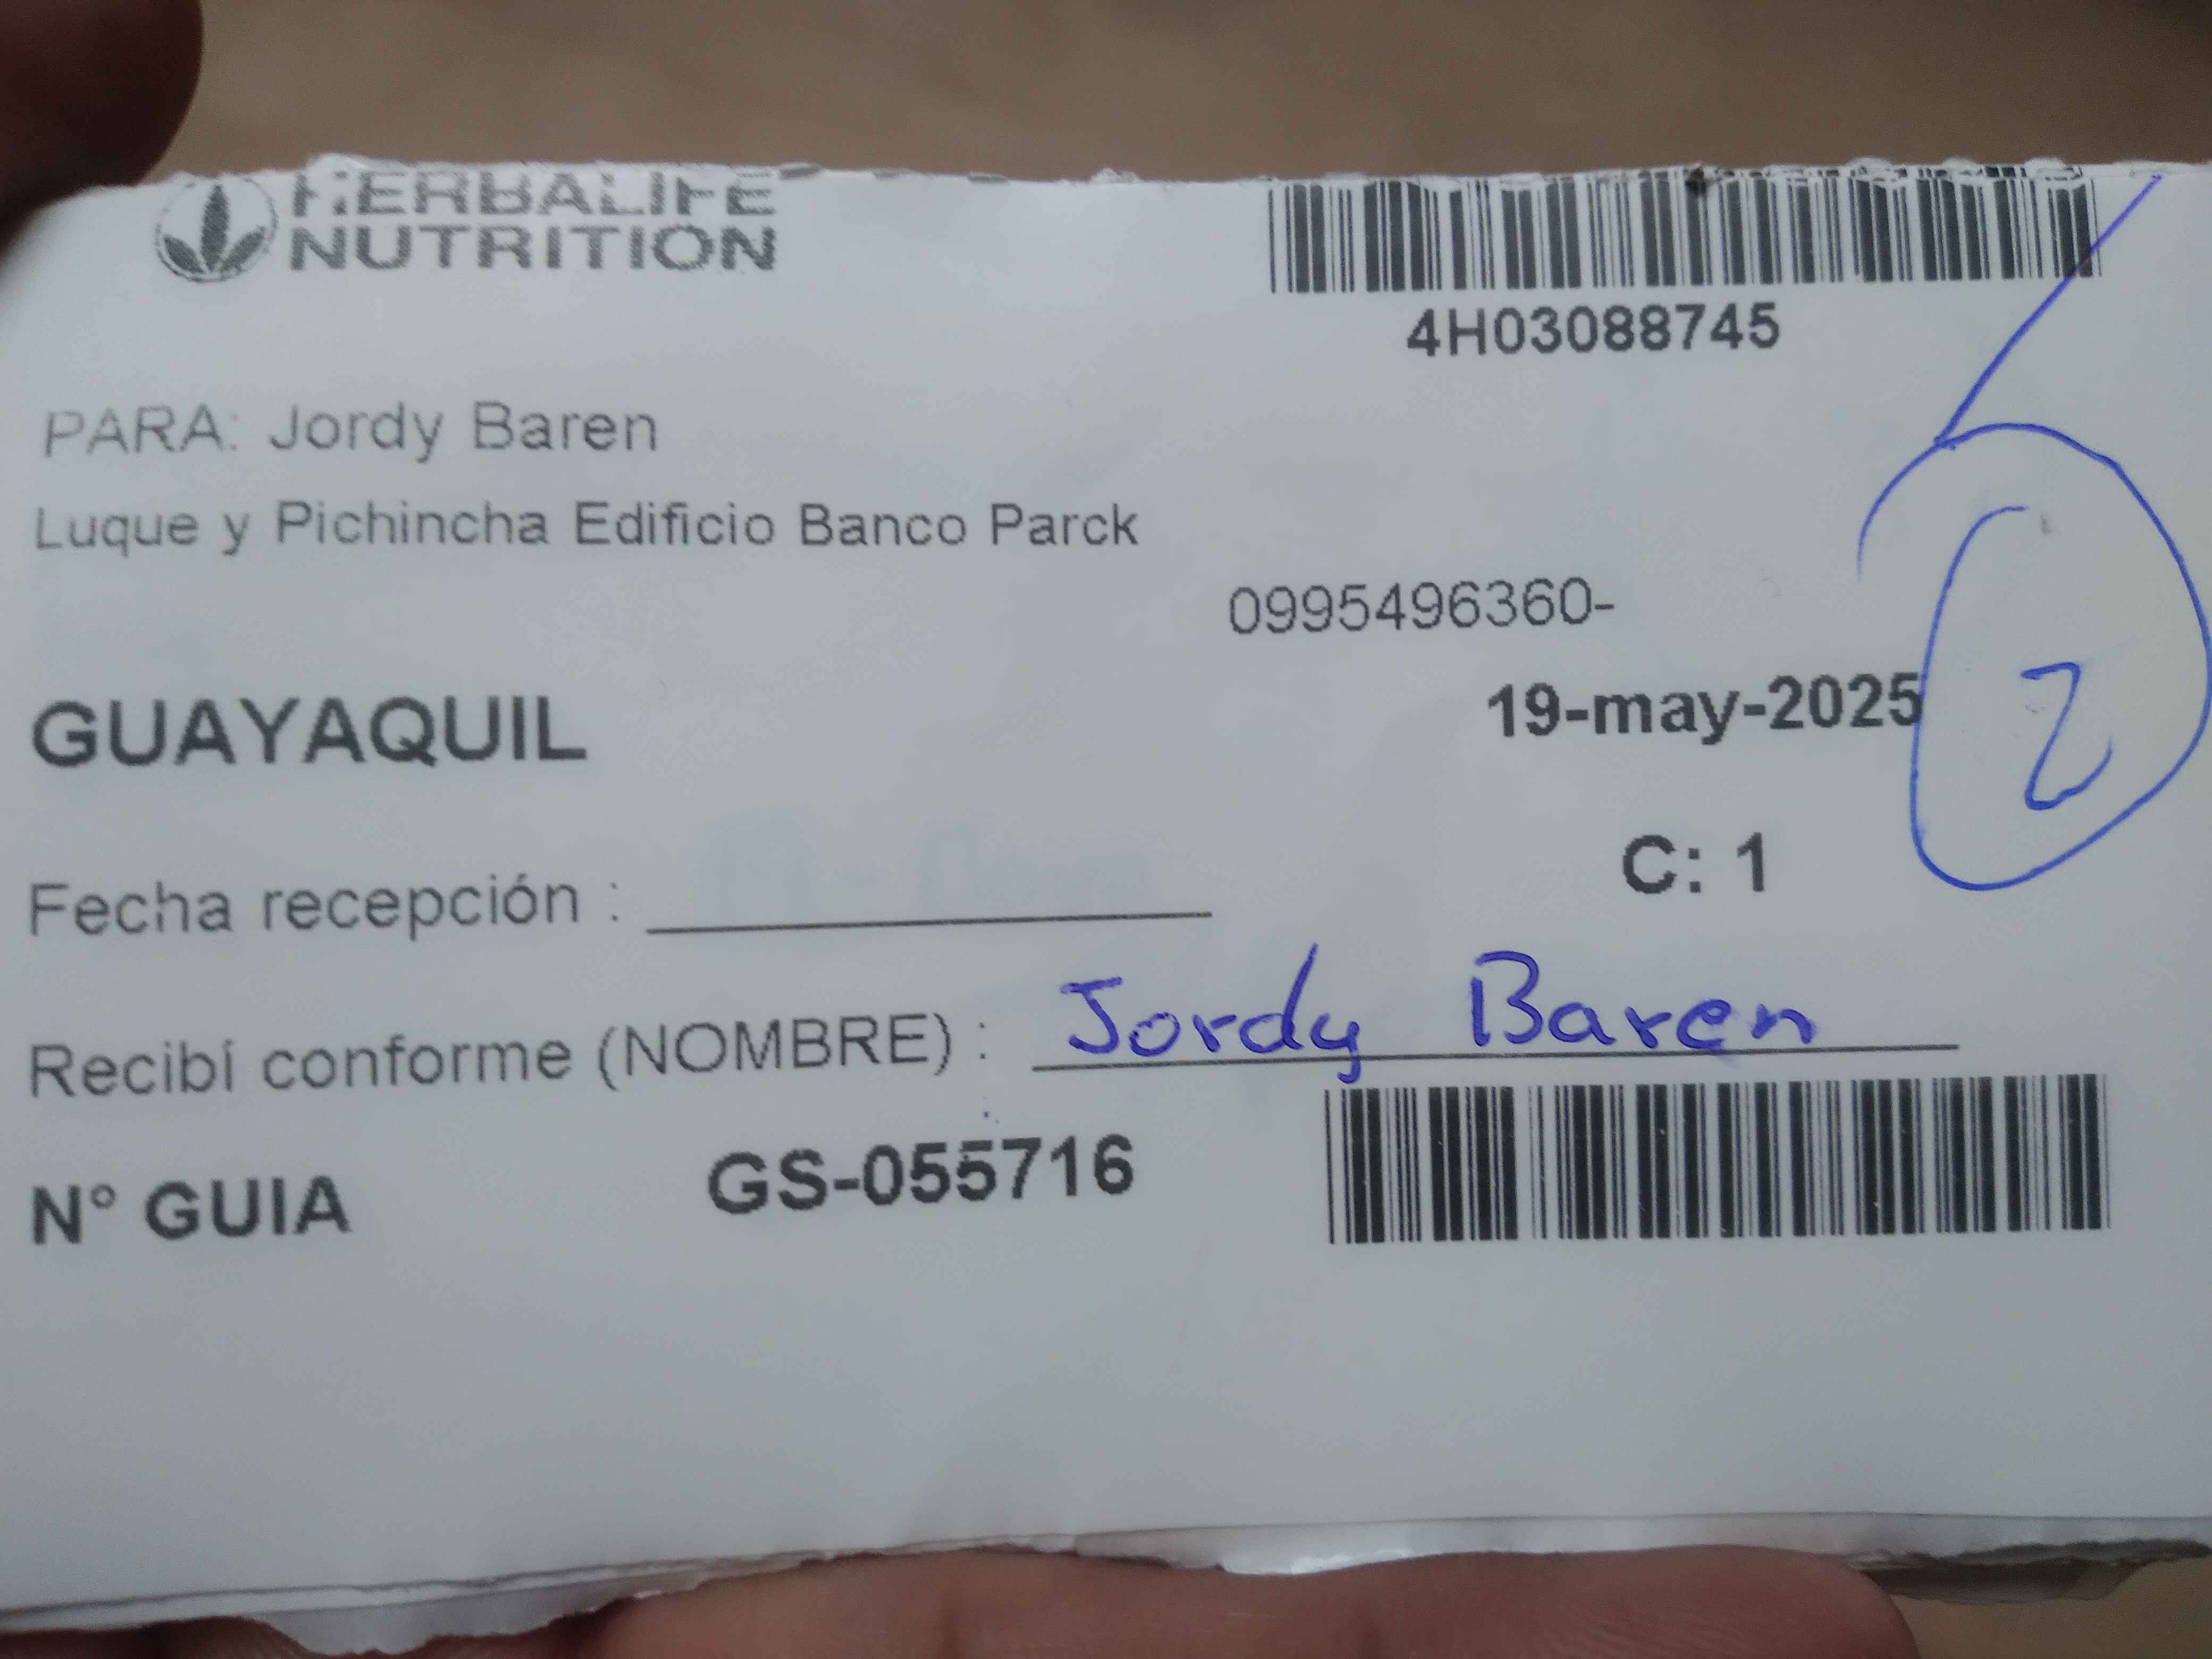 HERBALIFE
NUTRITION
4H03088745
PARA: Jordy Baren
Luque y Pichincha Edificio Banco Parck
0995496360-
GUAYAQUIL
19-may-2025
2
C: 1
Fecha recepción :
Recibí conforme (NOMBRE) : Jordy Baren
N° GUIA GS-055716